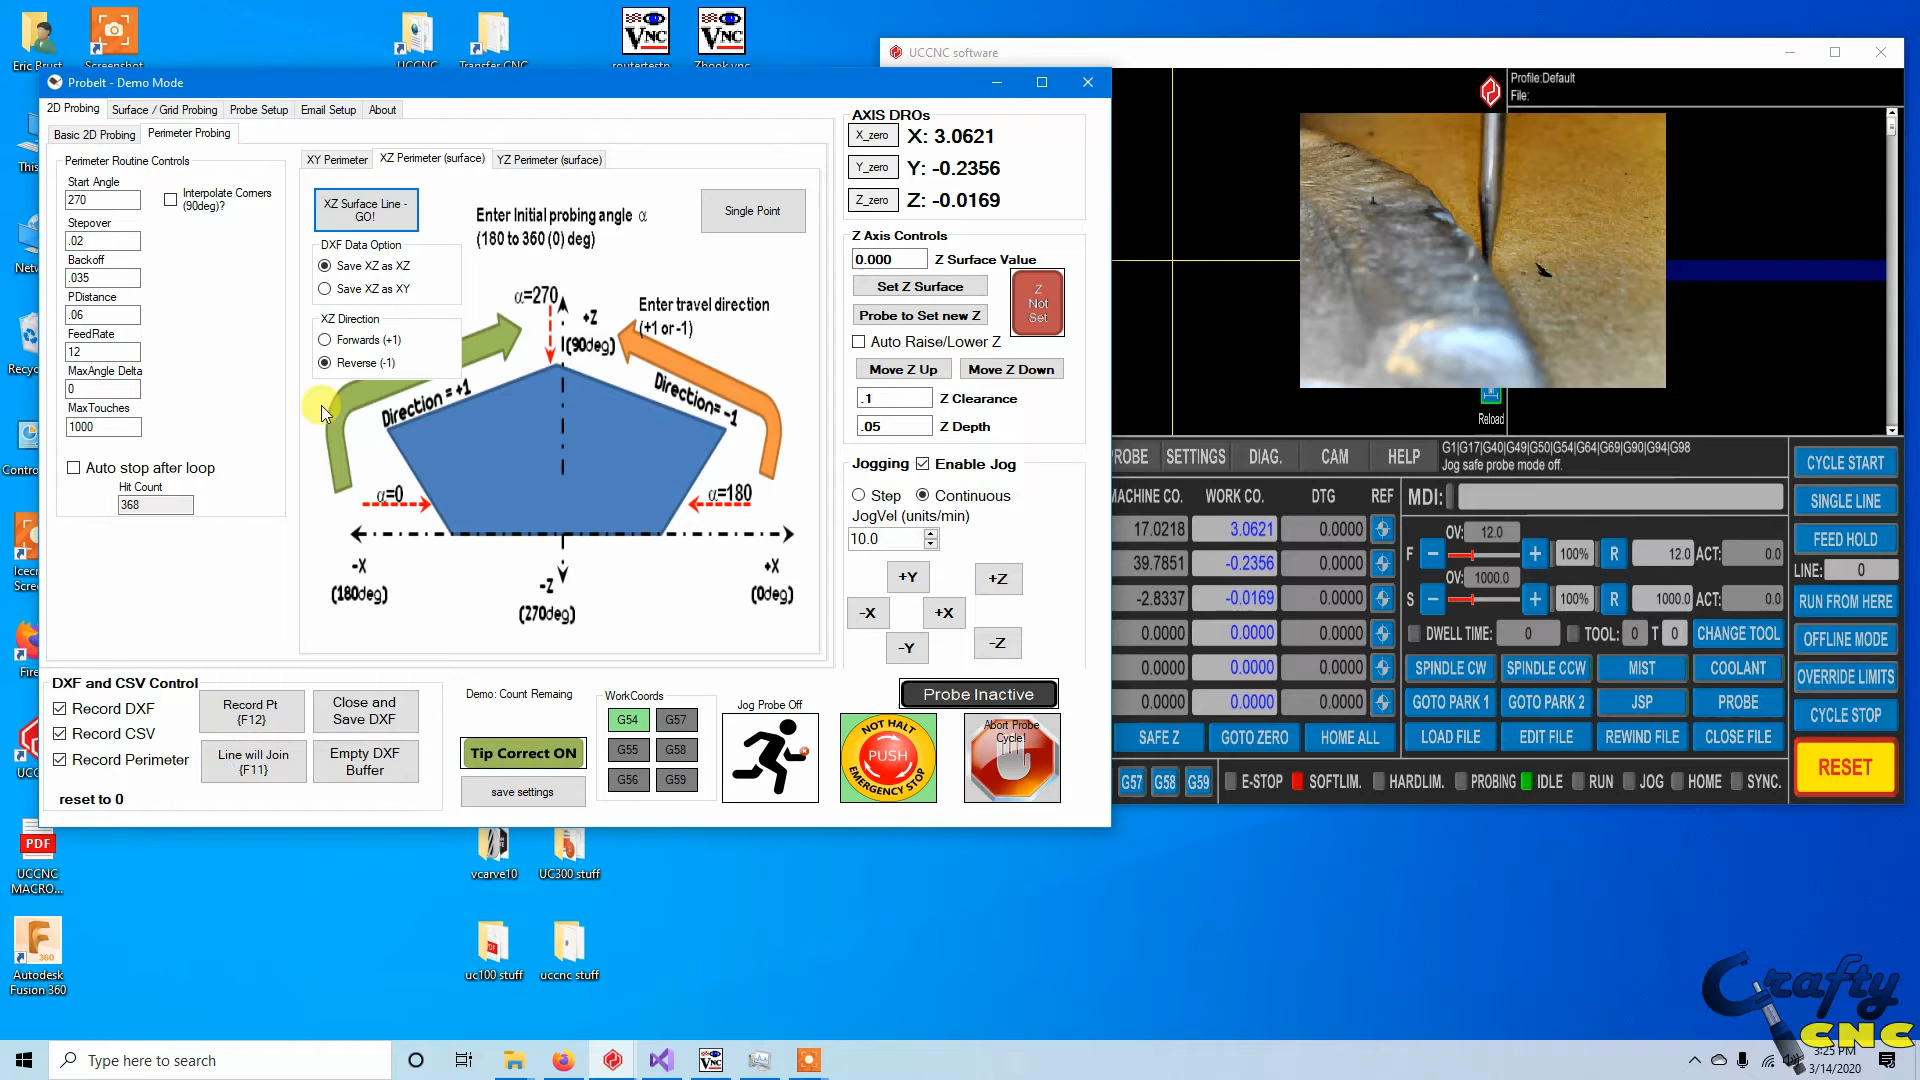 Eric Brust
Screenshot
UCCNC
Transfer CNC
routertestp
Zbook.vnc
UCCNC software
ProbeIt - Demo Mode
2D Probing
Surface / Grid Probing
Probe Setup
Email Setup
About
Basic 2D Probing
Perimeter Probing
Perimeter Routine Controls
Start Angle
270
Interpolate Corners
(90deg)?
Stepover
.02
Backoff
.035
PDistance
.06
FeedRate
12
MaxAngle Delta
0
MaxTouches
1000
Auto stop after loop
Hit Count
368
XY Perimeter
XZ Perimeter (surface)
YZ Perimeter (surface)
XZ Surface Line -
GO!
Enter Initial probing angle α
(180 to 360 (0) deg)
Single Point
DXF Data Option
Save XZ as XZ
Save XZ as XY
XZ Direction
Forwards (+1)
Reverse (-1)
α=270
+Z
(90deg)
Enter travel direction
(+1 or -1)
Direction = +1
Direction= -1
α=0
α=180
-X
(180deg)
-Z
(270deg)
+X
(0deg)
AXIS DROs
X_zero
X: 3.0621
Y_zero
Y: -0.2356
Z_zero
Z: -0.0169
Z Axis Controls
0.000
Z Surface Value
Set Z Surface
Probe to Set new Z
Z
Not
Set
Auto Raise/Lower Z
Move Z Up
Move Z Down
.1
Z Clearance
.05
Z Depth
Jogging
Enable Jog
Step
Continuous
JogVel (units/min)
10.0
+Y
+Z
-X
+X
-Y
-Z
DXF and CSV Control
Record DXF
Record CSV
Record Perimeter
reset to 0
Record Pt
{F12}
Close and
Save DXF
Line will Join
{F11}
Empty DXF
Buffer
Demo: Count Remaing
Tip Correct ON
save settings
WorkCoords
G54
G57
G55
G58
G56
G59
Jog Probe Off
Probe Inactive
NOT HALT
PUSH
EMERGENCY STOP
Abort Probe
Cycle!
Profile:Default
File:
Reload
ROBE
SETTINGS
DIAG.
CAM
HELP
G1|G17|G40|G49|G50|G54|G64|G69|G90|G94|G98
Jog safe probe mode off.
MACHINE CO.
WORK CO.
DTG
REF
MDI:
17.0218
3.0621
0.0000
39.7851
-0.2356
0.0000
-2.8337
-0.0169
0.0000
0.0000
0.0000
0.0000
0.0000
0.0000
0.0000
0.0000
0.0000
0.0000
OV:
12.0
F
100%
R
12.0
ACT:
0.0
OV:
1000.0
S
100%
R
1000.0
ACT:
0.0
DWELL TIME:
0
TOOL:
0
T
0
CHANGE TOOL
SPINDLE CW
SPINDLE CCW
MIST
COOLANT
GOTO PARK 1
GOTO PARK 2
JSP
PROBE
SAFE Z
GOTO ZERO
HOME ALL
LOAD FILE
EDIT FILE
REWIND FILE
CLOSE FILE
G57
G58
G59
E-STOP
SOFTLIM.
HARDLIM.
PROBING
IDLE
RUN
JOG
HOME
SYNC.
CYCLE START
SINGLE LINE
FEED HOLD
LINE:
0
RUN FROM HERE
OFFLINE MODE
OVERRIDE LIMITS
CYCLE STOP
RESET
This
Netw
Recyc
Contro
Icecr
Scree
Fire
UCC
PDF
UCCNC
MACRO...
vcarve10
UC300 stuff
F
360
Autodesk
Fusion 360
uc100 stuff
uccnc stuff
Crafty
CNC
Type here to search
3:25 PM
3/14/2020